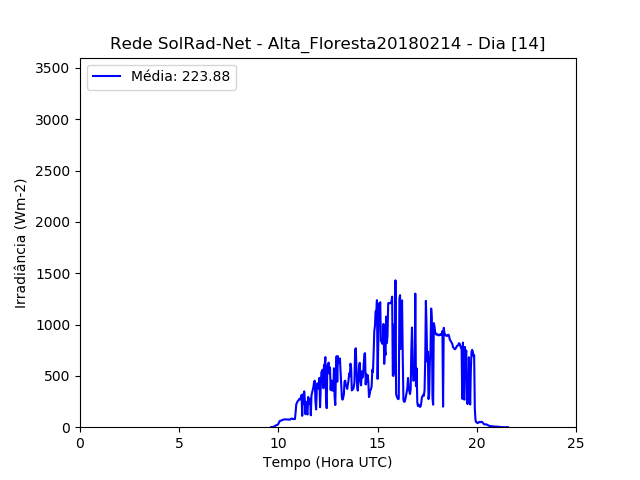 Rede SolRad-Net - Alta_Floresta20180214 - Dia [14]
Média: 223.88
Irradiância (Wm-2)
3500
3000
2500
2000
1500
1000
500
0
0 5 10 15 20 25
Tempo (Hora UTC)